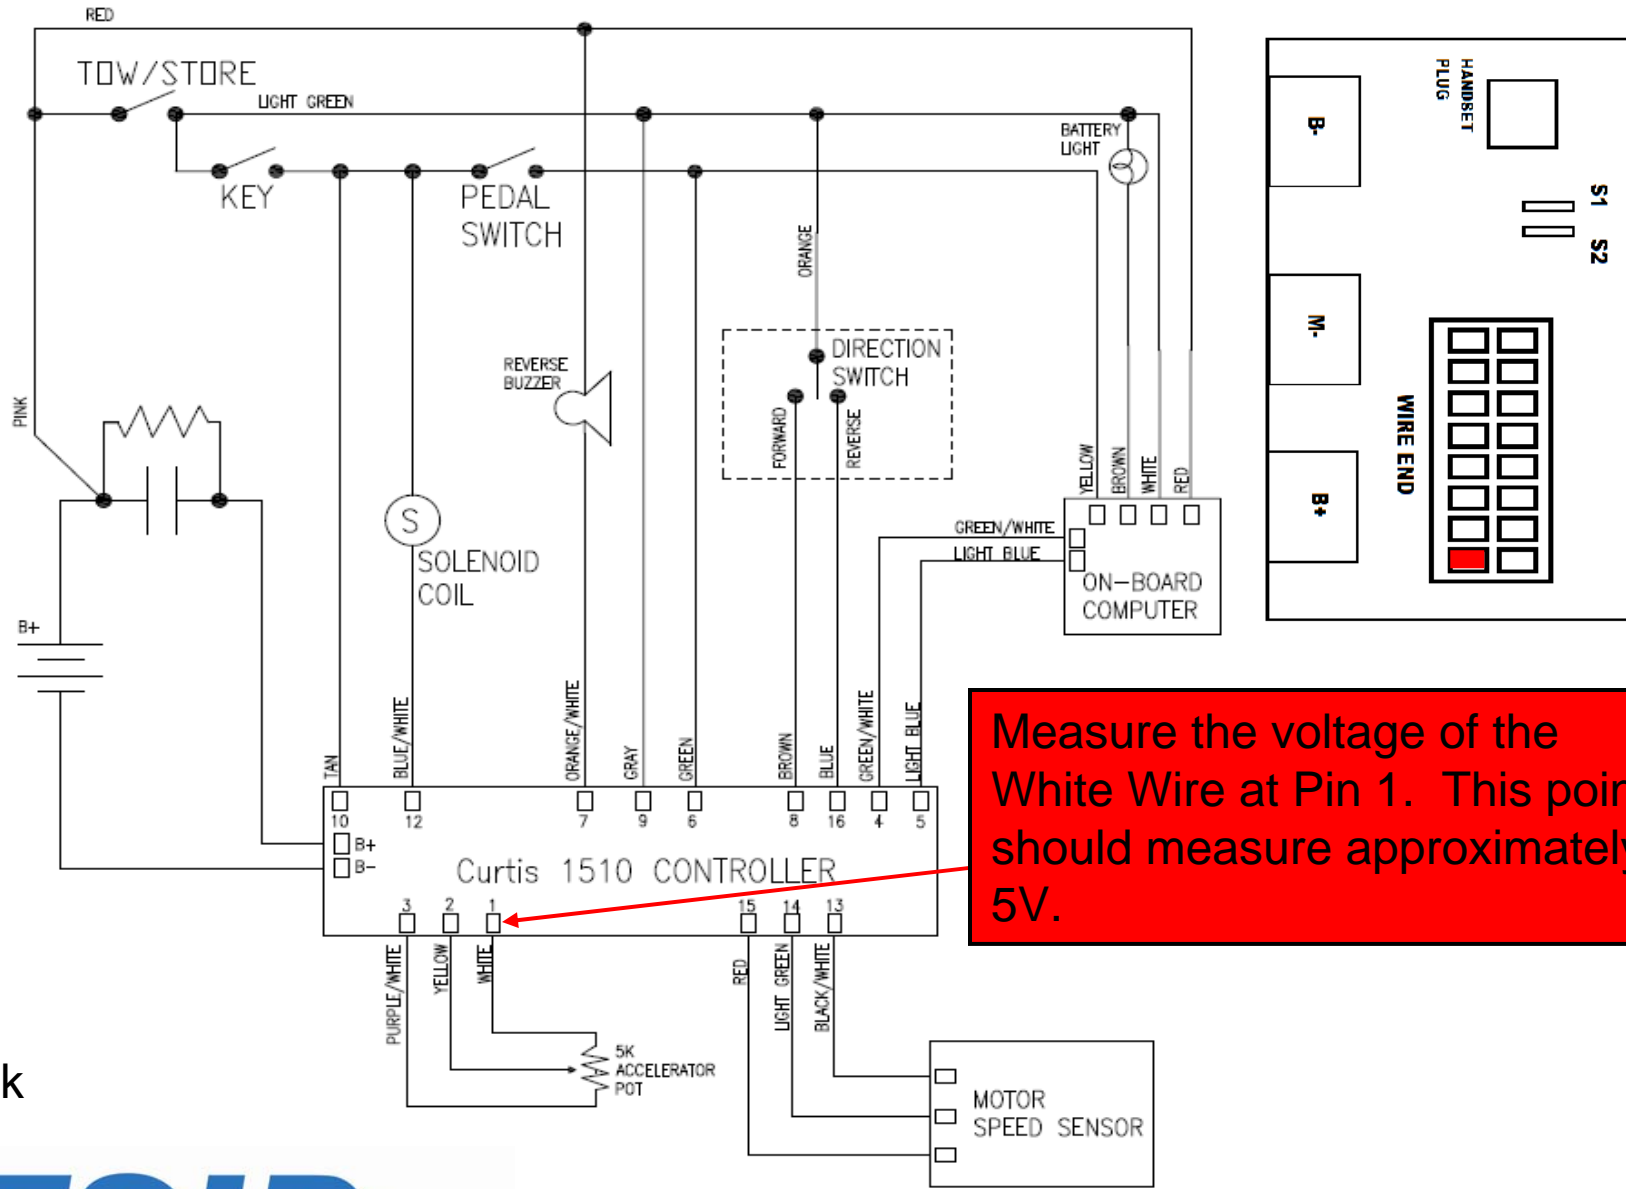 RED
TOW/STORE
LIGHT GREEN
KEY
PEDAL
SWITCH
BATTERY
LIGHT
ORANGE
DIRECTION
SWITCH
FORWARD
REVERSE
REVERSE
BUZZER
PINK
S
SOLENOID
COIL
B+
YELLOW
BROWN
WHITE
RED
GREEN/WHITE
LIGHT BLUE
ON-BOARD
COMPUTER
TAN
BLUE/WHITE
ORANGE/WHITE
GRAY
GREEN
BROWN
BLUE
GREEN/WHITE
LIGHT BLUE
10
12
7
9
6
8
16
4
5
B+
B-
Curtis 1510 CONTROLLER
3
2
1
15
14
13
PURPLE/WHITE
YELLOW
WHITE
RED
LIGHT GREEN
BLACK/WHITE
5K
ACCELERATOR
POT
MOTOR
SPEED SENSOR
HANDSET
PLUG
B-
M-
B+
S1
S2
WIRE END
Measure the voltage of the
White Wire at Pin 1. This poin
should measure approximately
5V.
k